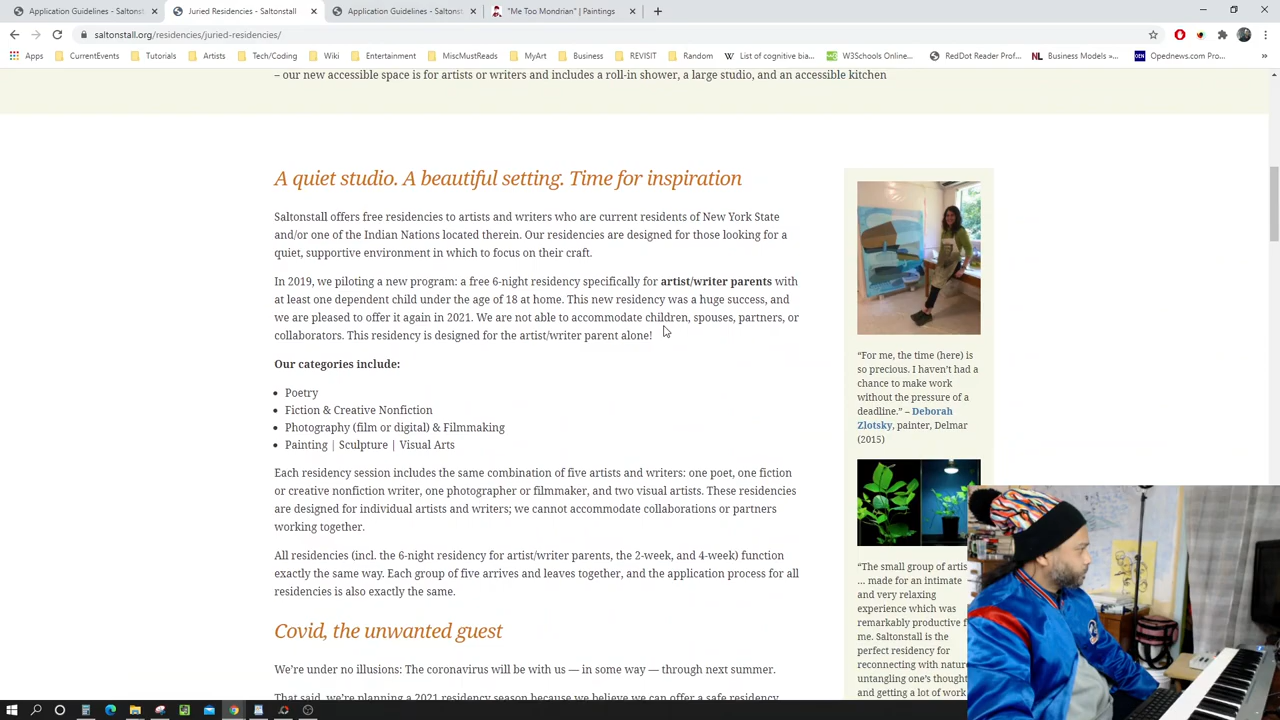 Application Guidelines - Saltonst
Juried Residencies - Saltonstall
Application Guidelines - Saltonst
"Me Too Mondrian" | Paintings
saltonstall.org/residencies/juried-residencies/
Apps
CurrentEvents
Tutorials
Artists
Tech/Coding
Wiki
Entertainment
MiscMustReads
MyArt
Business
REVISIT
Random
List of cognitive bia...
W3Schools Online...
RedDot Reader Prof...
Business Models »...
Opednews.com Pro...
– our new accessible space is for artists or writers and includes a roll-in shower, a large studio, and an accessible kitchen
A quiet studio. A beautiful setting. Time for inspiration
Saltonstall offers free residencies to artists and writers who are current residents of New York State
and/or one of the Indian Nations located therein. Our residencies are designed for those looking for a
quiet, supportive environment in which to focus on their craft.
In 2019, we piloting a new program: a free 6-night residency specifically for artist/writer parents with
at least one dependent child under the age of 18 at home. This new residency was a huge success, and
we are pleased to offer it again in 2021. We are not able to accommodate children, spouses, partners, or
collaborators. This residency is designed for the artist/writer parent alone!
Our categories include:
• Poetry
• Fiction & Creative Nonfiction
• Photography (film or digital) & Filmmaking
• Painting | Sculpture | Visual Arts
Each residency session includes the same combination of five artists and writers: one poet, one fiction
or creative nonfiction writer, one photographer or filmmaker, and two visual artists. These residencies
are designed for individual artists and writers; we cannot accommodate collaborations or partners
working together.
All residencies (incl. the 6-night residency for artist/writer parents, the 2-week, and 4-week) function
exactly the same way. Each group of five arrives and leaves together, and the application process for all
residencies is also exactly the same.
Covid, the unwanted guest
We're under no illusions: The coronavirus will be with us — in some way — through next summer.
That said, we're planning a 2021 residency season because we believe we can offer a safe residency
“For me, the time (here) is
so precious. I haven't had a
chance to make work
without the pressure of a
deadline.” – Deborah
Zlotsky, painter, Delmar
(2015)
“The small group of artis
... made for an intimate
and very relaxing
experience which was
remarkably productive f
me. Saltonstall is the
perfect residency for
reconnecting with nature
untangling one's thought
and getting a lot of work